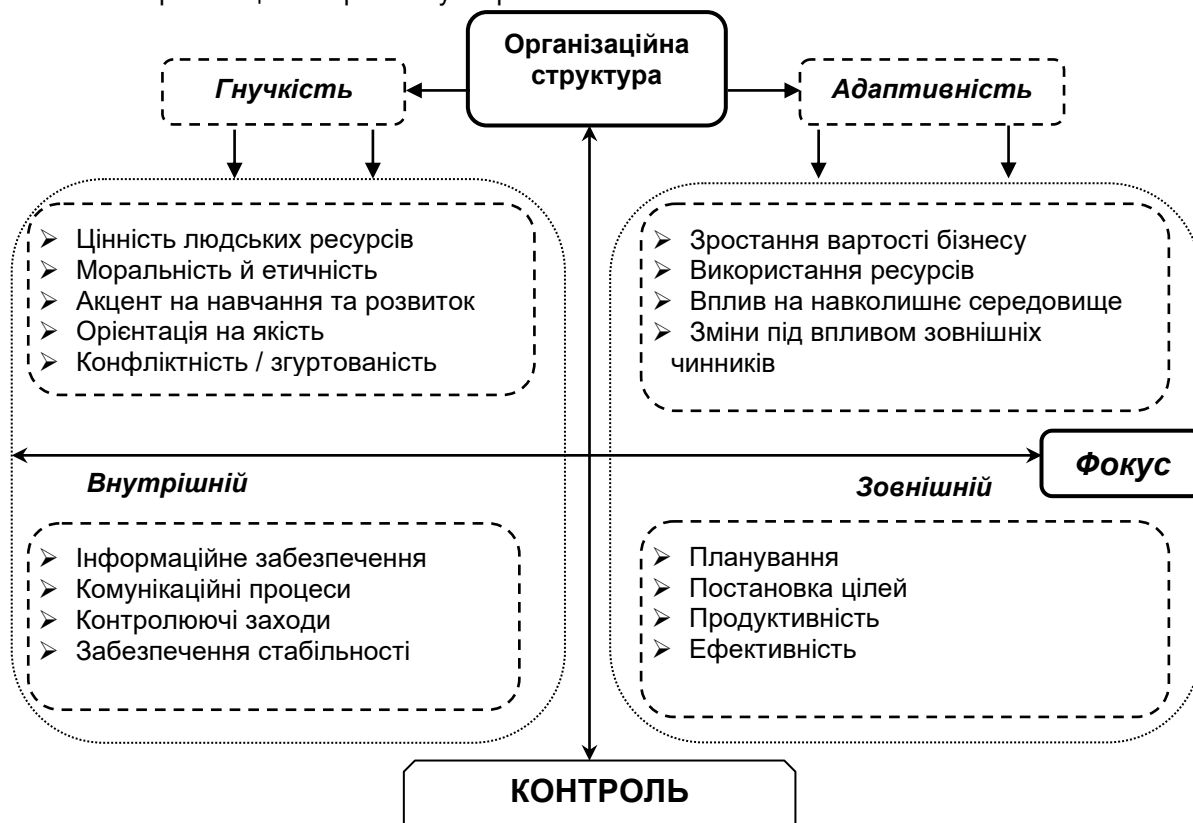 Організаційна
структура
Гнучкість
Адаптивність
➢ Цінність людських ресурсів
➢ Моральність й етичність
➢ Акцент на навчання та розвиток
➢ Орієнтація на якість
➢ Конфліктність / згуртованість
➢ Зростання вартості бізнесу
➢ Використання ресурсів
➢ Вплив на навколишнє середовище
➢ Зміни під впливом зовнішніх
чинників
Фокус
Внутрішній
Зовнішній
➢ Інформаційне забезпечення
➢ Комунікаційні процеси
➢ Контролюючі заходи
➢ Забезпечення стабільності
➢ Планування
➢ Постановка цілей
➢ Продуктивність
➢ Ефективність
КОНТРОЛЬ